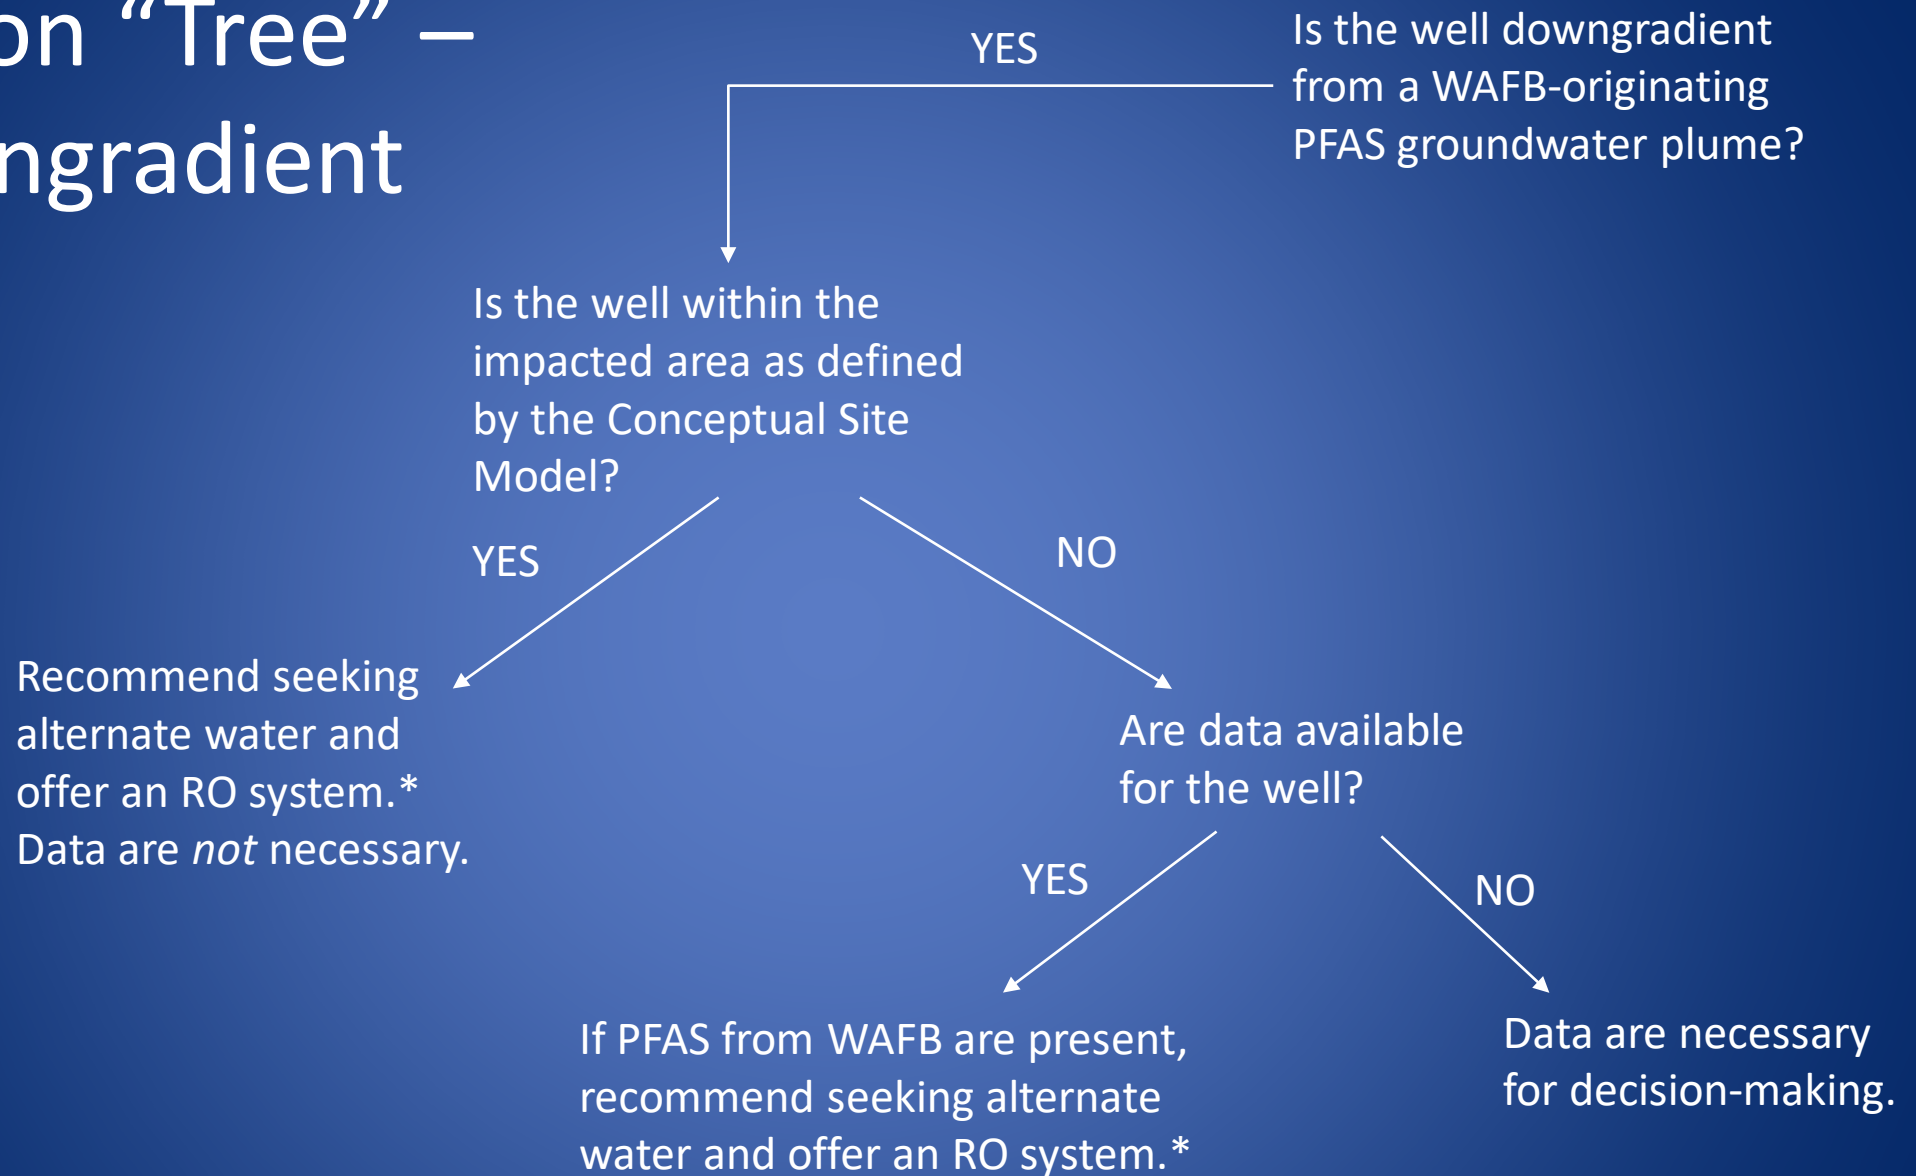 on “Tree” –
ngradient
YES
Is the well downgradient
from a WAFB-originating
PFAS groundwater plume?
Is the well within the
impacted area as defined
by the Conceptual Site
Model?
YES
NO
Recommend seeking
alternate water and
offer an RO system.*
Data are not necessary.
Are data available
for the well?
YES
NO
If PFAS from WAFB are present,
recommend seeking alternate
water and offer an RO system.*
Data are necessary
for decision-making.